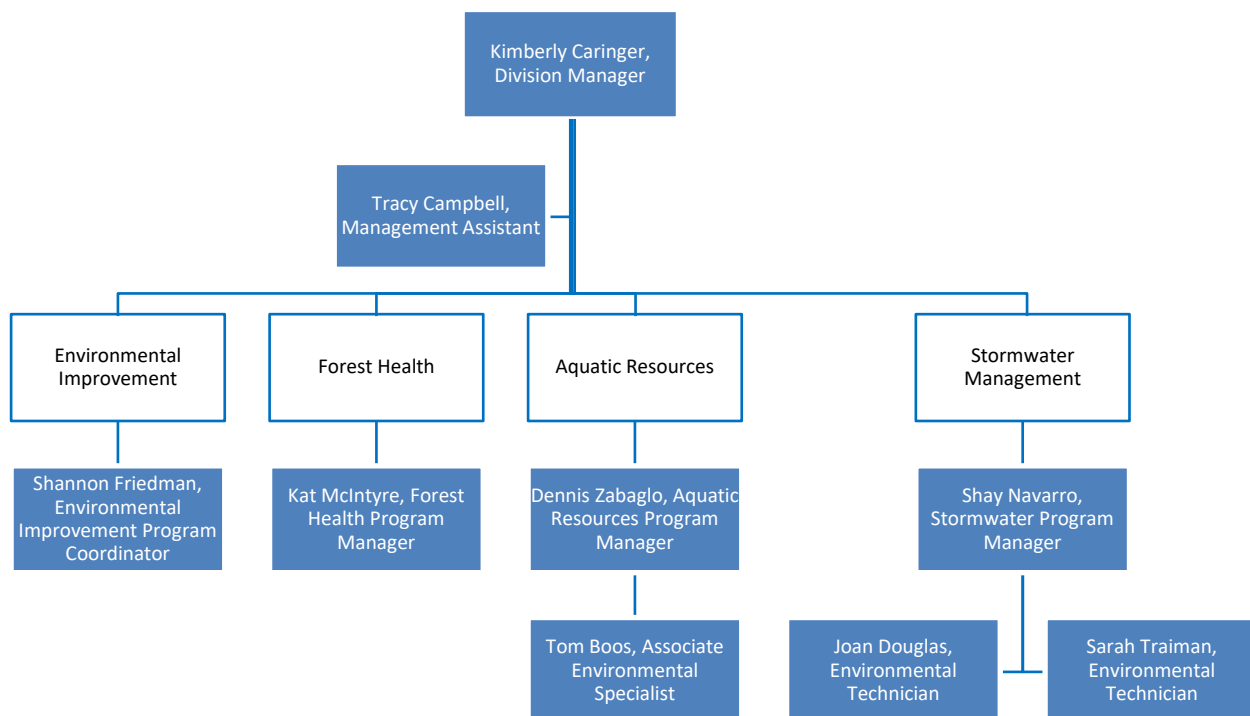 Kimberly Caringer,
Division Manager
Tracy Campbell,
Management Assistant
Environmental
Improvement
Forest Health
Aquatic Resources
Stormwater
Management
Shannon Friedman,
Environmental
Improvement Program
Coordinator
Kat McIntyre, Forest
Health Program
Manager
Dennis Zabaglo, Aquatic
Resources Program
Manager
Shay Navarro,
Stormwater Program
Manager
Tom Boos, Associate
Environmental
Specialist
Joan Douglas,
Environmental
Technician
Sarah Traiman,
Environmental
Technician